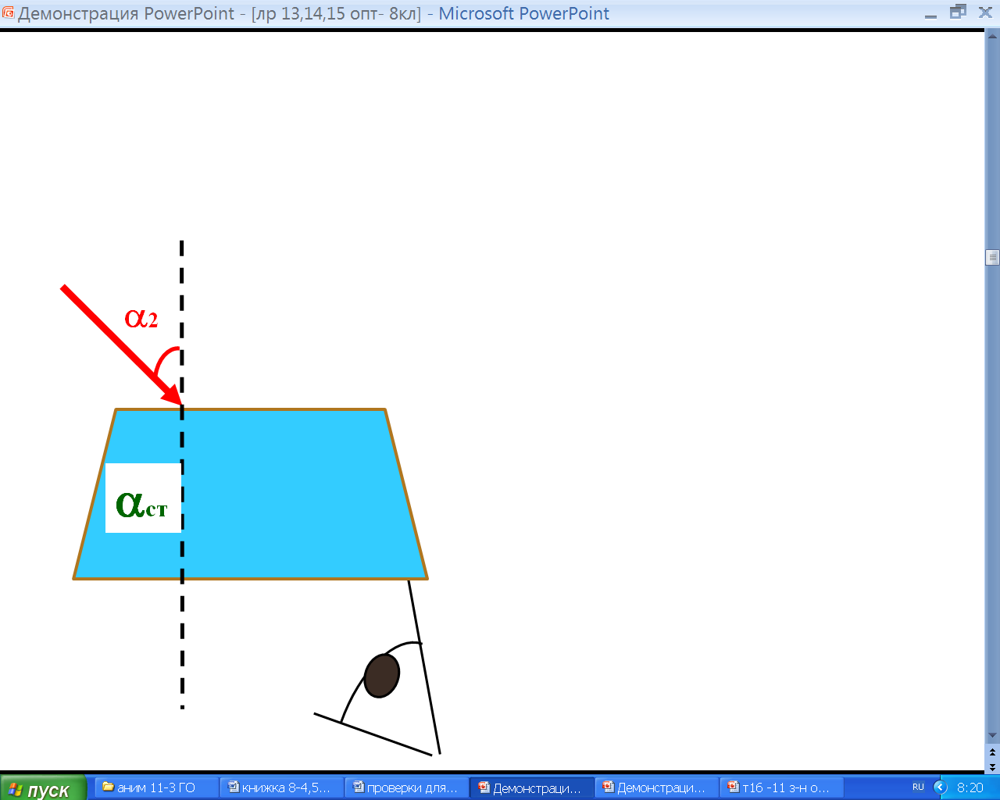 Демонстрация PowerPoint - [лр 13,14,15 опт- 8кл] - Microsoft PowerPoint
α2
αст
пуск
аним 11-3 ГО
книжка 8-4,5...
проверки для...
Демонстраци...
Демонстраци...
т16 -11 з-н о...
RU
8:20